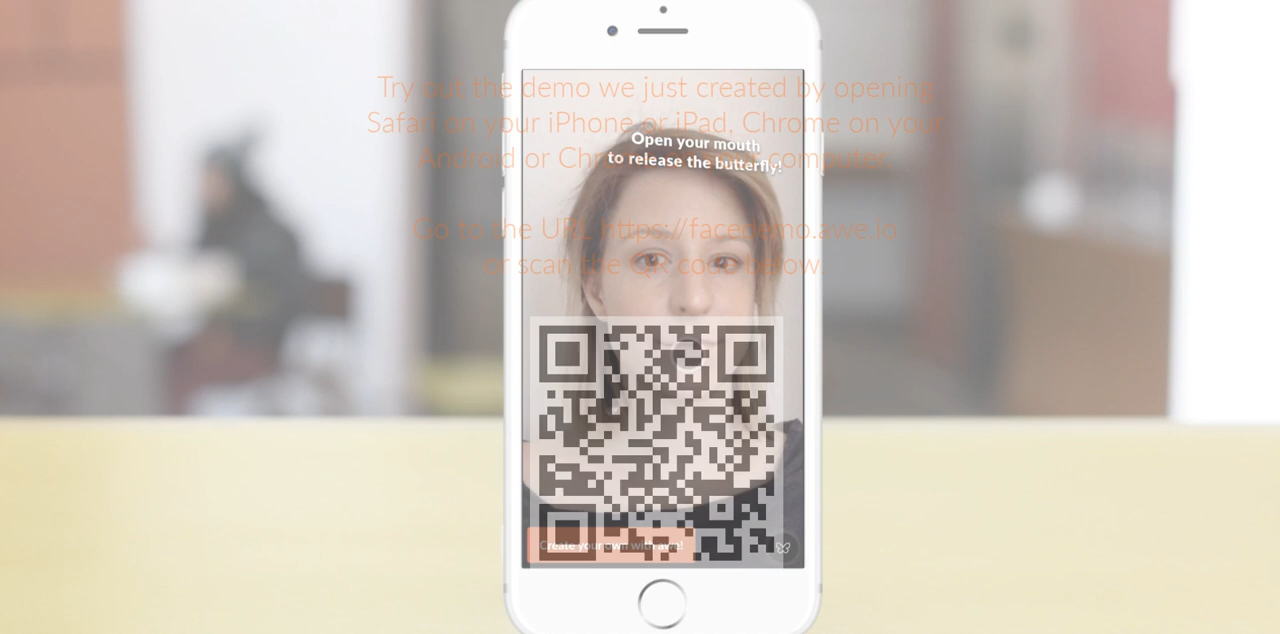 Try out the demo we just created by opening
Safari on your iPhone or iPad, Chrome on your
Open your mouth
to release the butterfly!
Android or computer.
Go to the URL https://facedemo.awe.io
or scan the QR code below
Create your own with awe!